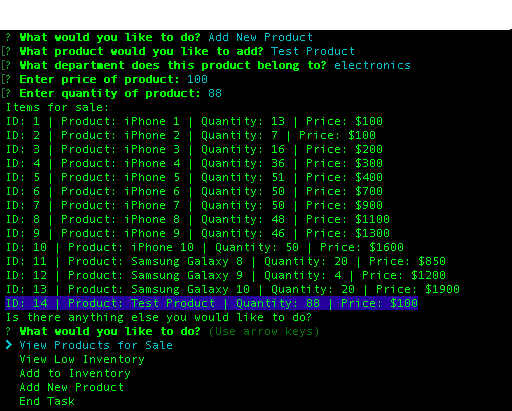 ? What would you like to do? Add New Product
[? What product would you like to add? Test Product
[? What department does this product belong to? electronics
[? Enter price of product: 100
[? Enter quantity of product: 88
Items for sale:
ID: 1 | Product: iPhone 1 | Quantity: 13 | Price: $100
ID: 2 | Product: iPhone 2 | Quantity: 7 | Price: $100
ID: 3 | Product: iPhone 3 | Quantity: 16 | Price: $200
ID: 4 | Product: iPhone 4 | Quantity: 36 | Price: $300
ID: 5 | Product: iPhone 5 | Quantity: 51 | Price: $400
ID: 6 | Product: iPhone 6 | Quantity: 50 | Price: $700
ID: 7 | Product: iPhone 7 | Quantity: 50 | Price: $900
ID: 8 | Product: iPhone 8 | Quantity: 48 | Price: $1100
ID: 9 | Product: iPhone 9 | Quantity: 46 | Price: $1300
ID: 10 | Product: iPhone 10 | Quantity: 50 | Price: $1600
ID: 11 | Product: Samsung Galaxy 8 | Quantity: 20 | Price: $850
ID: 12 | Product: Samsung Galaxy 9 | Quantity: 4 | Price: $1200
ID: 13 | Product: Samsung Galaxy 10 | Quantity: 20 | Price: $1900
ID: 14 | Product: Test Product | Quantity: 88 | Price: $100
Is there anything else you would like to do?
? What would you like to do? (Use arrow keys)
❯ View Products for Sale
View Low Inventory
Add to Inventory
Add New Product
End Task